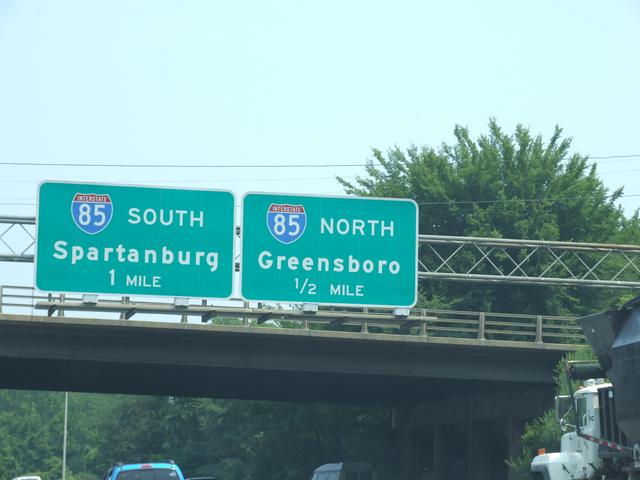 INTERSTATE
85 SOUTH
Spartanburg
1 MILE
INTERSTATE
85 NORTH
Greensboro
1/2 MILE